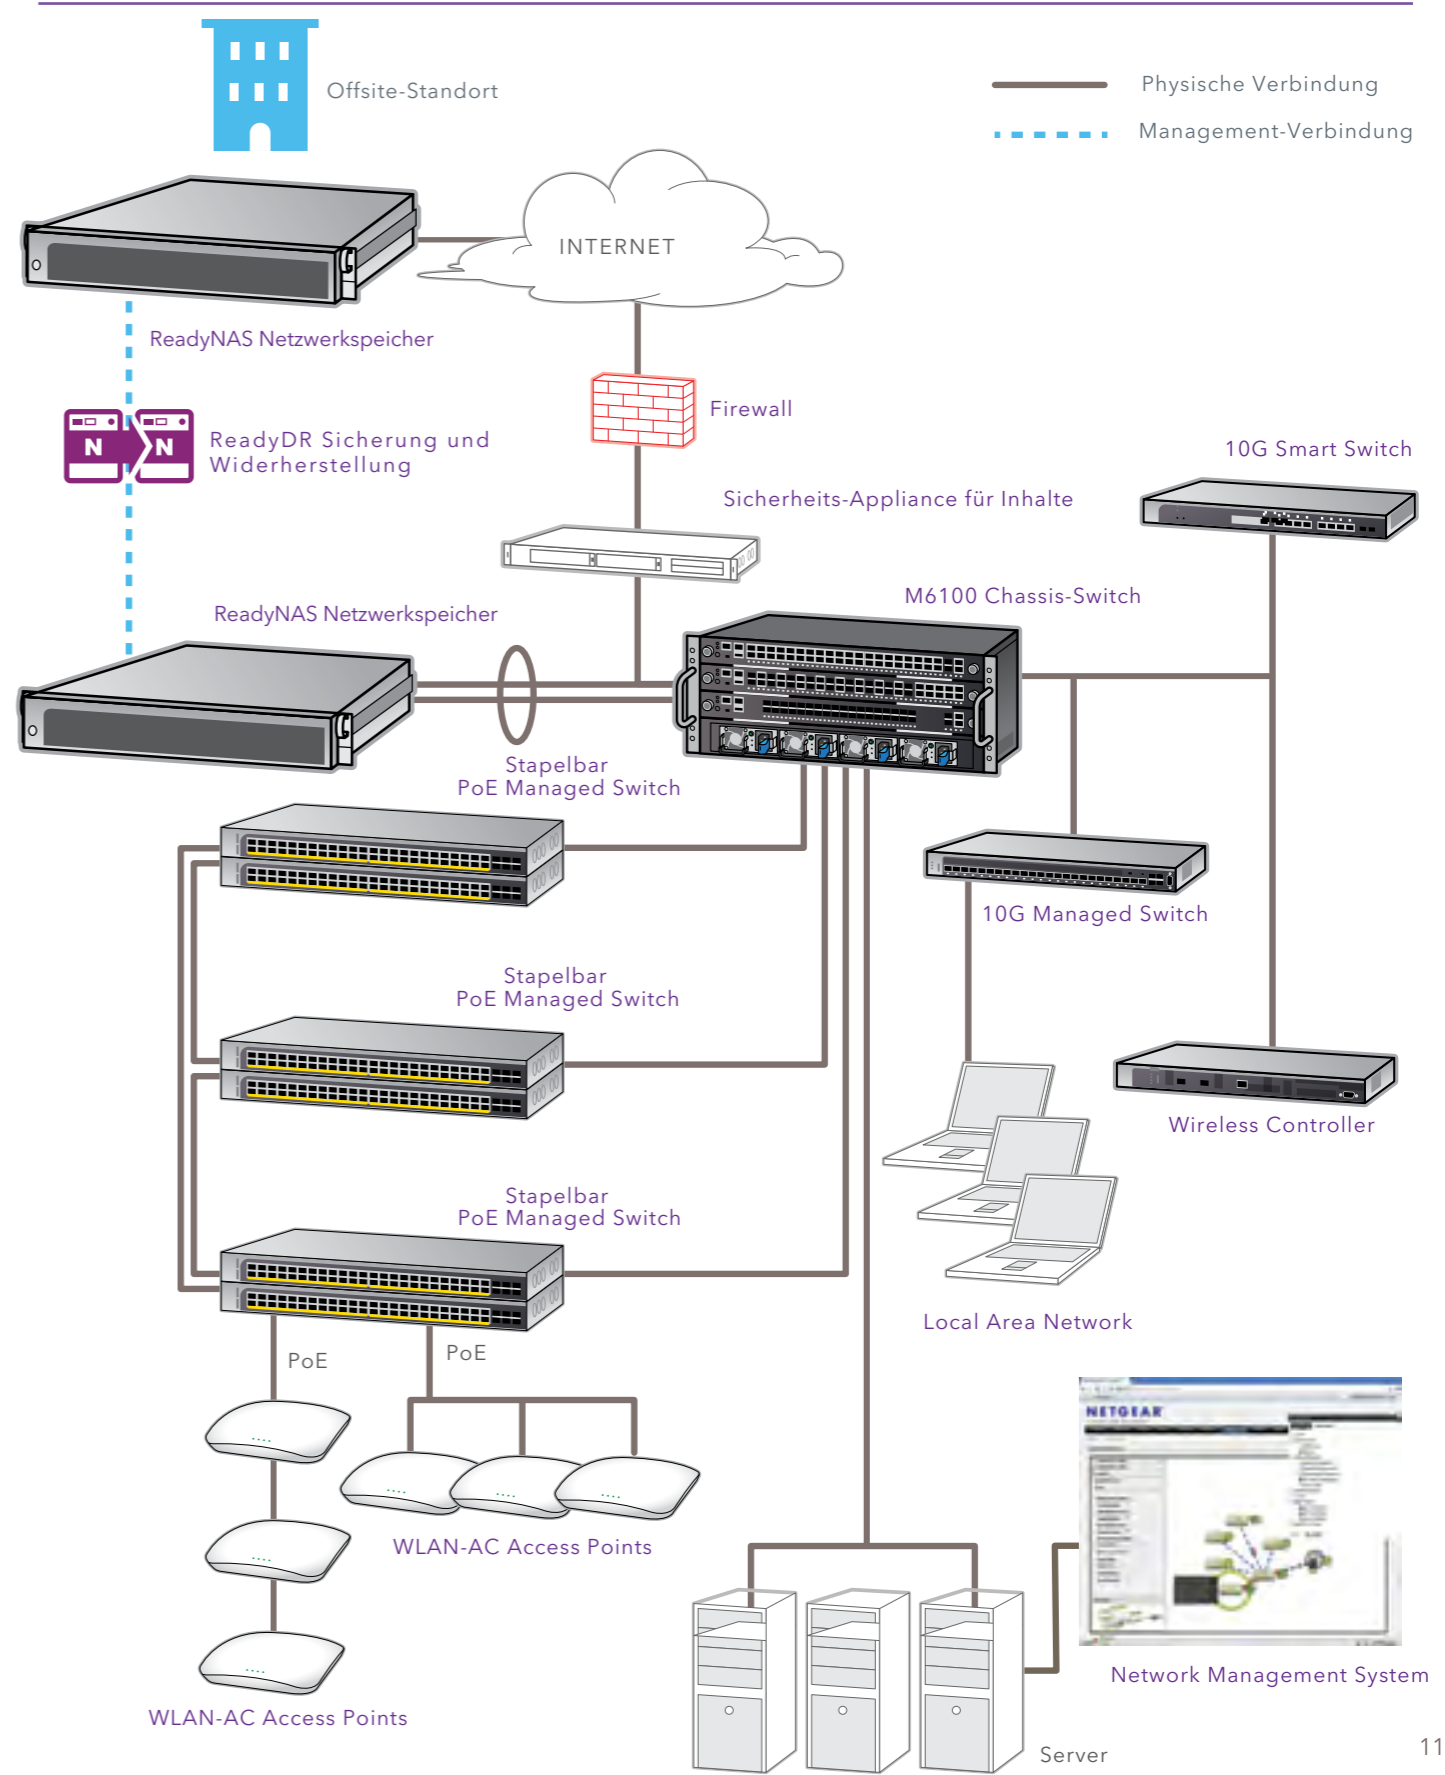 Offsite-Standort
Physische Verbindung
Management-Verbindung
INTERNET
ReadyNAS Netzwerkspeicher
Firewall
N N
ReadyDR Sicherung und
Widerherstellung
10G Smart Switch
Sicherheits-Appliance für Inhalte
M6100 Chassis-Switch
ReadyNAS Netzwerkspeicher
Stapelbar
PoE Managed Switch
10G Managed Switch
Stapelbar
PoE Managed Switch
Wireless Controller
Stapelbar
PoE Managed Switch
Local Area Network
PoE
PoE
NETGEAR
WLAN-AC Access Points
Network Management System
WLAN-AC Access Points
Server
11